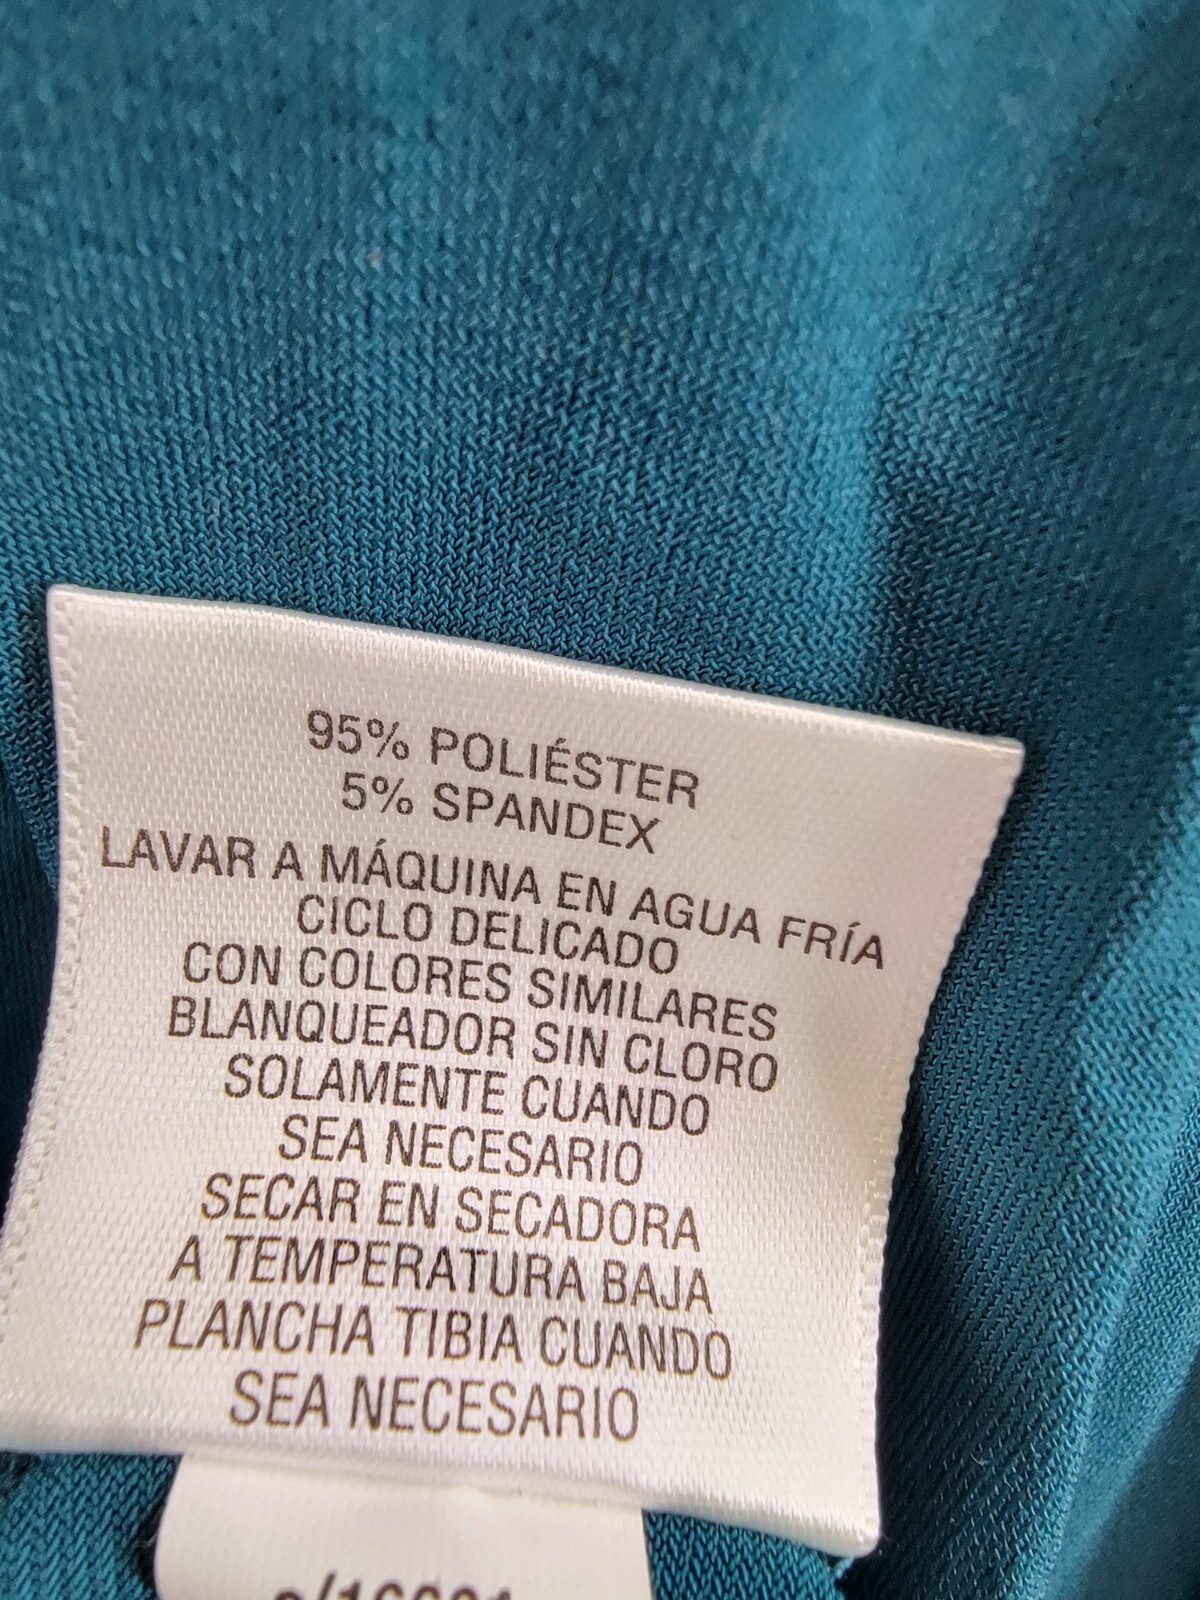 95% POLIÉSTER
5% SPANDEX
LAVAR A MÁQUINA EN AGUA FRÍA
CICLO DELICADO
CON COLORES SIMILARES
BLANQUEADOR SIN CLORO
SOLAMENTE CUANDO
SEA NECESARIO
SECAR EN SECADORA
A TEMPERATURA BAJA
PLANCHA TIBIA CUANDO
SEA NECESARIO